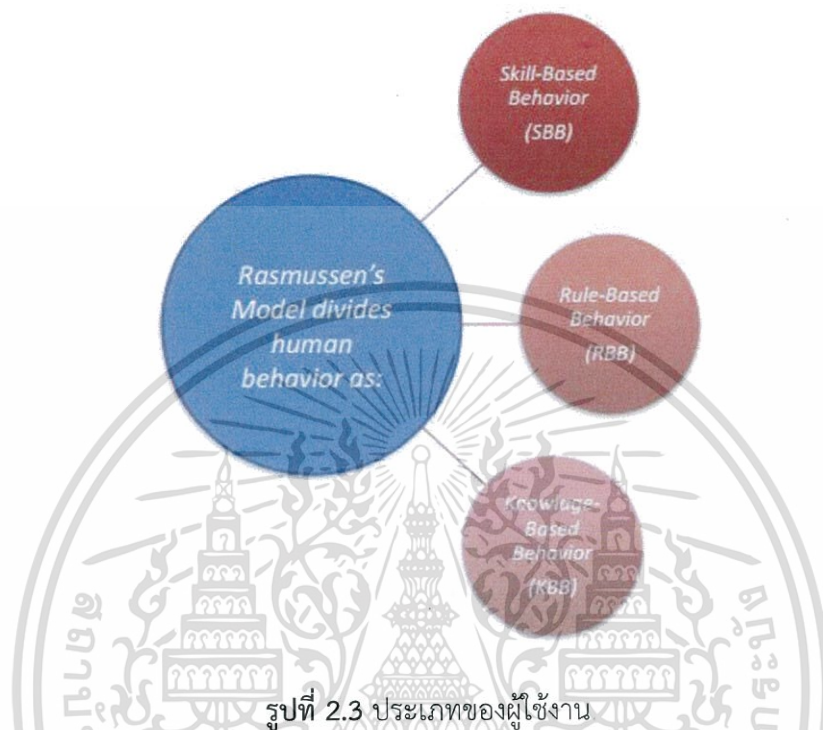 Skill-Based
Behavior
(SBB)
Rasmussen's
Model divides
human
behavior as:
Rule-Based
Behavior
(RBB)
Knowlage-
Based
Behavior
(KBB)
รูปที่ 2.3 ประเภทของผู้ใช้งาน